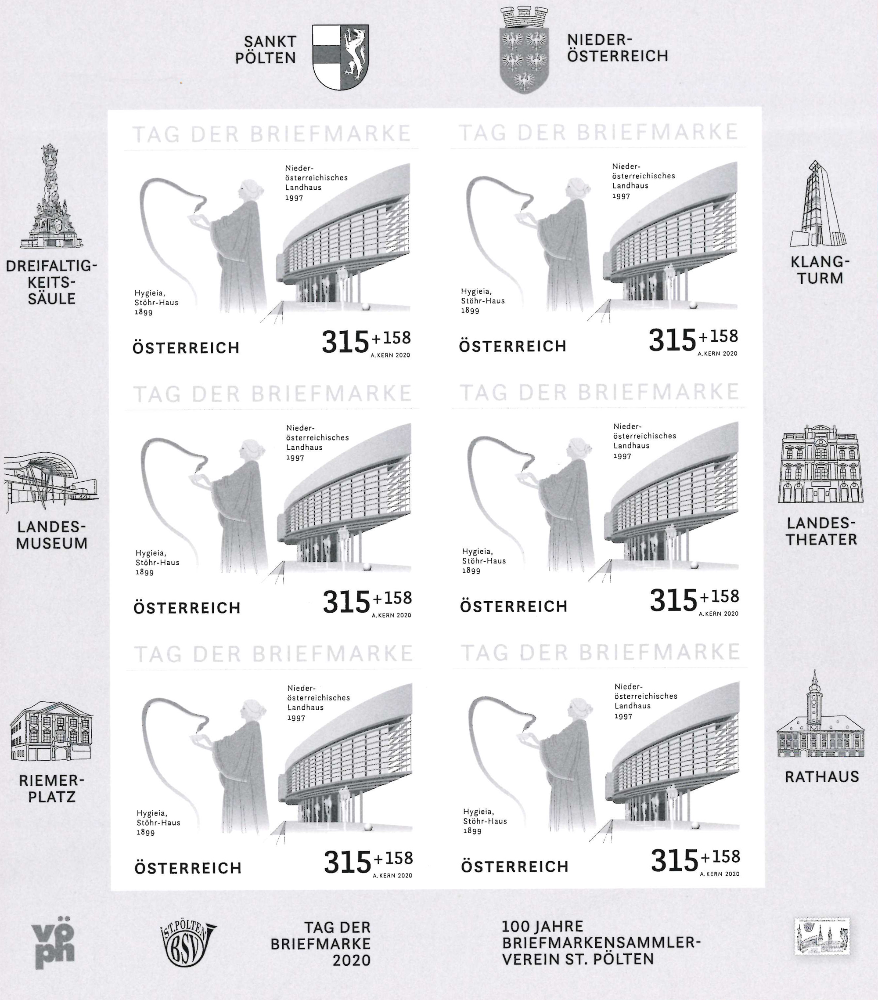 SANKT
PÖLTEN
NIEDER-
ÖSTERREICH
TAG DER BRIEFMARKE
Nieder-
österreichisches
Landhaus
1997
Hygieia,
Stöhr-Haus
1899
ÖSTERREICH
315+158
A. KERN 2020
TAG DER BRIEFMARKE
Nieder-
österreichisches
Landhaus
1997
Hygieia,
Stöhr-Haus
1899
ÖSTERREICH
315+158
A. KERN 2020
DREIFALTIG-
KEITS-
SÄULE
KLANG-
TURM
TAG DER BRIEFMARKE
Nieder-
österreichisches
Landhaus
1997
Hygieia,
Stöhr-Haus
1899
ÖSTERREICH
315+158
A. KERN 2020
TAG DER BRIEFMARKE
Nieder-
österreichisches
Landhaus
1997
Hygieia,
Stöhr-Haus
1899
ÖSTERREICH
315+158
A. KERN 2020
LANDES-
MUSEUM
LANDES-
THEATER
TAG DER BRIEFMARKE
Nieder-
österreichisches
Landhaus
1997
Hygieia,
Stöhr-Haus
1899
ÖSTERREICH
315+158
A. KERN 2020
TAG DER BRIEFMARKE
Nieder-
österreichisches
Landhaus
1997
Hygieia,
Stöhr-Haus
1899
ÖSTERREICH
315+158
A. KERN 2020
RIEMER-
PLATZ
RATHAUS
vö
ph
ST. PÖLTEN
BSV
TAG DER
BRIEFMARKE
2020
100 JAHRE
BRIEFMARKENSAMMLER-
VEREIN ST. PÖLTEN